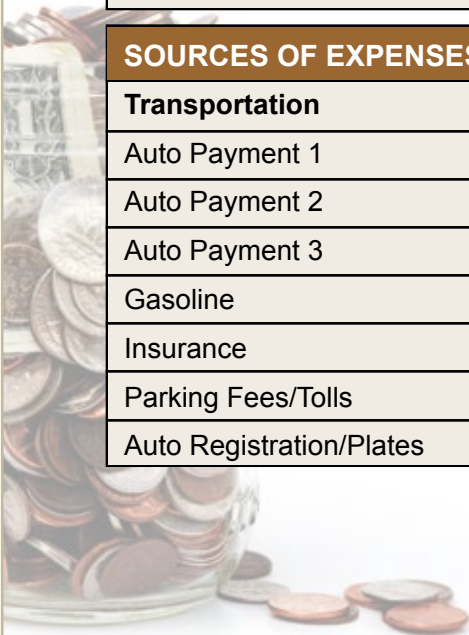 SOURCES OF EXPENSES
Transportation
Auto Payment 1
Auto Payment 2
Auto Payment 3
Gasoline
Insurance
Parking Fees/Tolls
Auto Registration/Plates